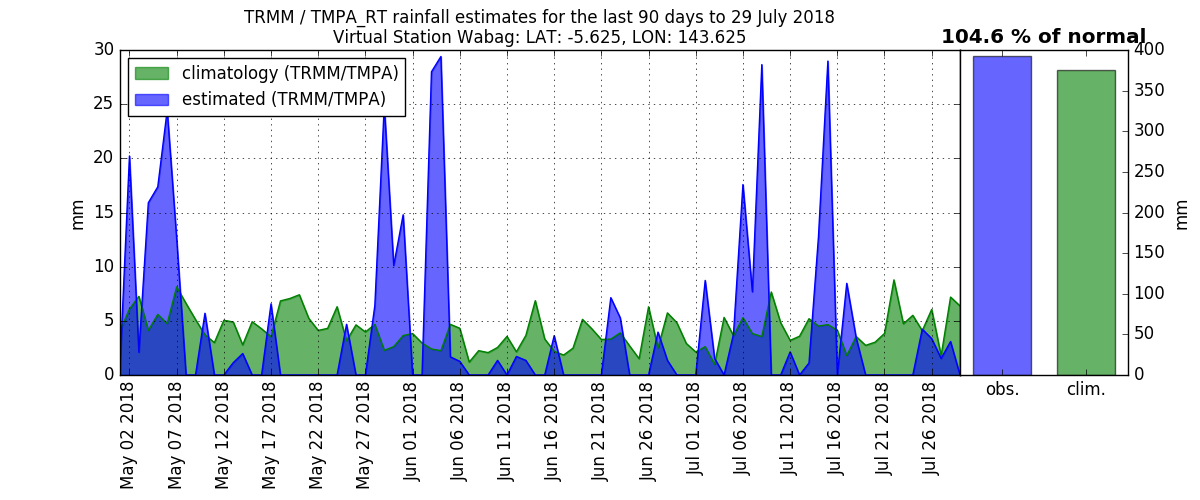 TRMM / TMPA_RT rainfall estimates for the last 90 days to 29 July 2018
Virtual Station Wabag: LAT: -5.625, LON: 143.625
104.6 % of normal
climatology (TRMM/TMPA)
estimated (TRMM/TMPA)
30
25
20
15
10
5
0
mm
May 02 2018
May 07 2018
May 12 2018
May 17 2018
May 22 2018
May 27 2018
Jun 01 2018
Jun 06 2018
Jun 11 2018
Jun 16 2018
Jun 21 2018
Jun 26 2018
Jul 01 2018
Jul 06 2018
Jul 11 2018
Jul 16 2018
Jul 21 2018
Jul 26 2018
obs.
clim.
400
350
300
250
200
150
100
50
0
mm